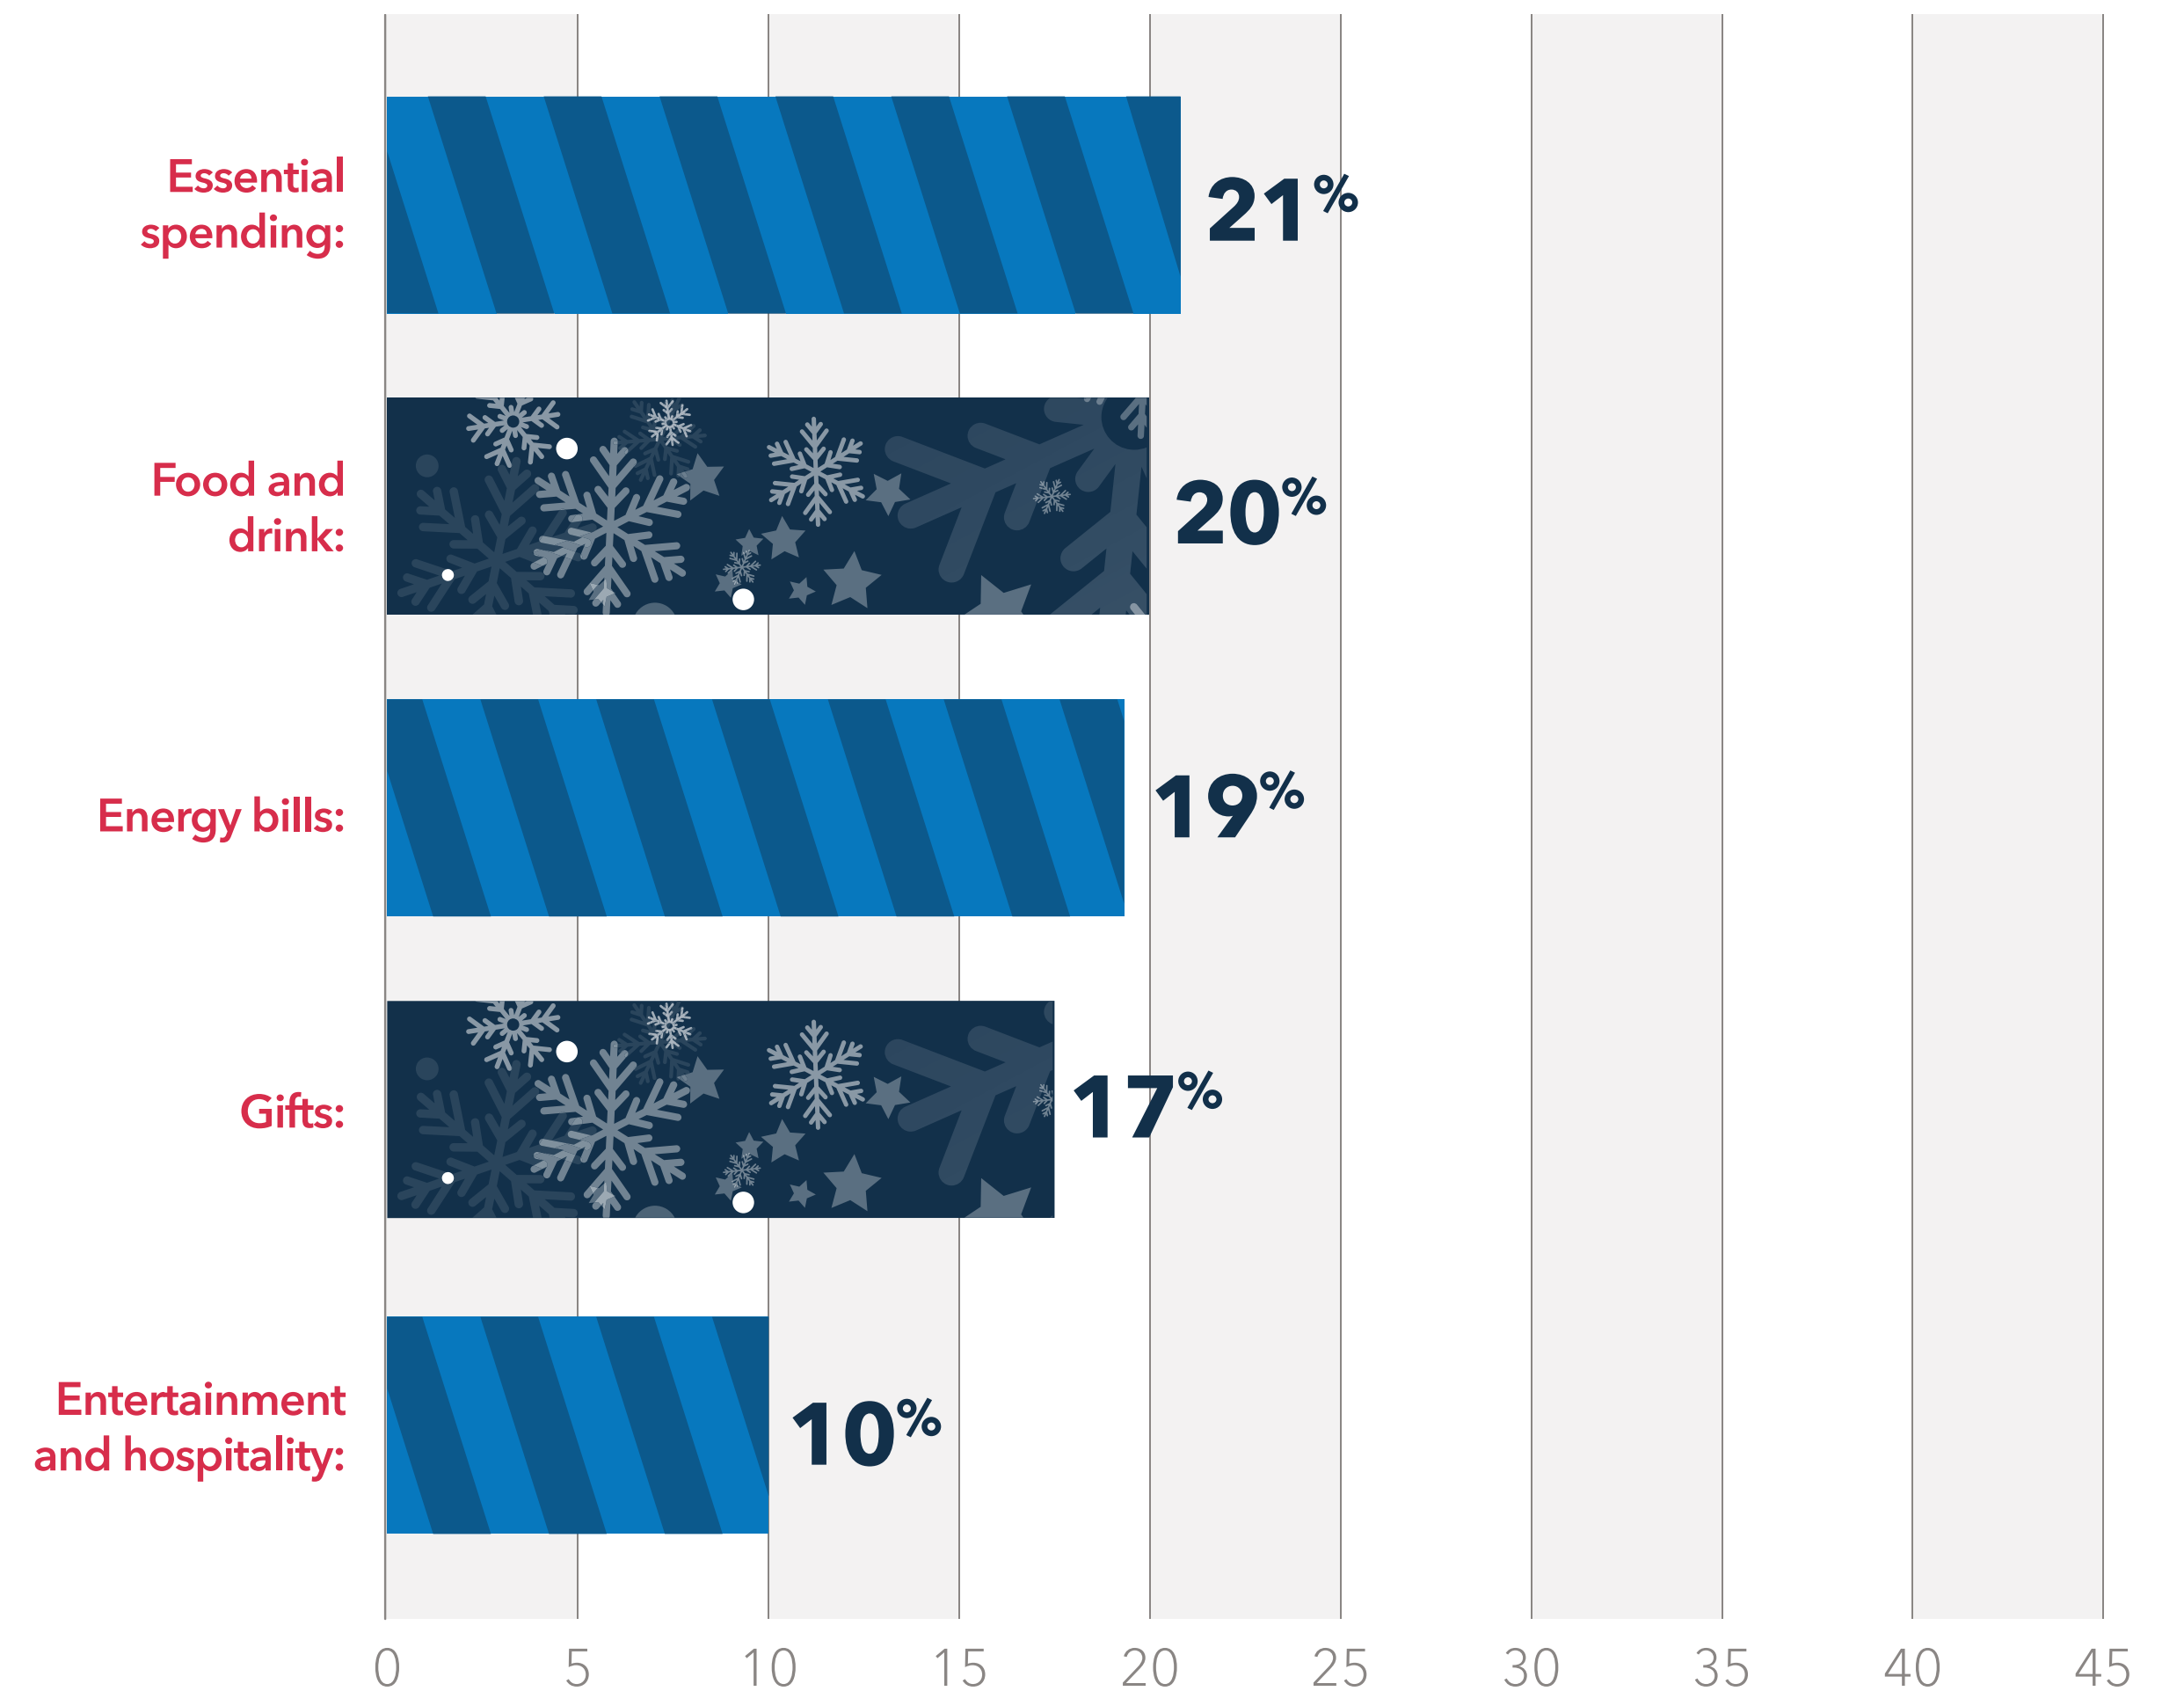 Essential
spending:
21%
Food and
drink:
20%
Energy bills:
19%
Gifts:
17%
Entertainment
and hospitality:
10%
0 5 10 15 20 25 30 35 40 45